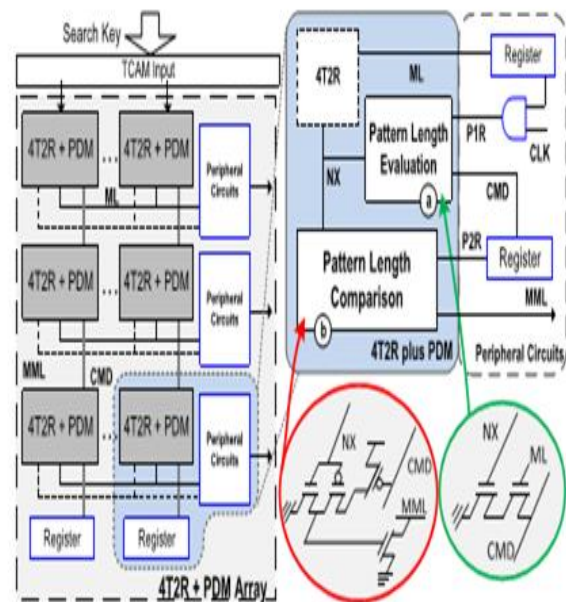 Search Key
TCAM Input
4T2R + PDM
...
4T2R + PDM
Peripheral
Circuits
ML
4T2R + PDM
...
4T2R + PDM
Peripheral
Circuits
MML
CMD
4T2R + PDM
...
4T2R + PDM
Peripheral
Circuits
Register
Register
4T2R + PDM Array
4T2R
ML
Register
Pattern Length
Evaluation
P1R
CLK
NX
a
CMD
Pattern Length
Comparison
P2R
Register
MML
b
4T2R plus PDM
Peripheral Circuits
NX
CMD
MML
NX
ML
CMD